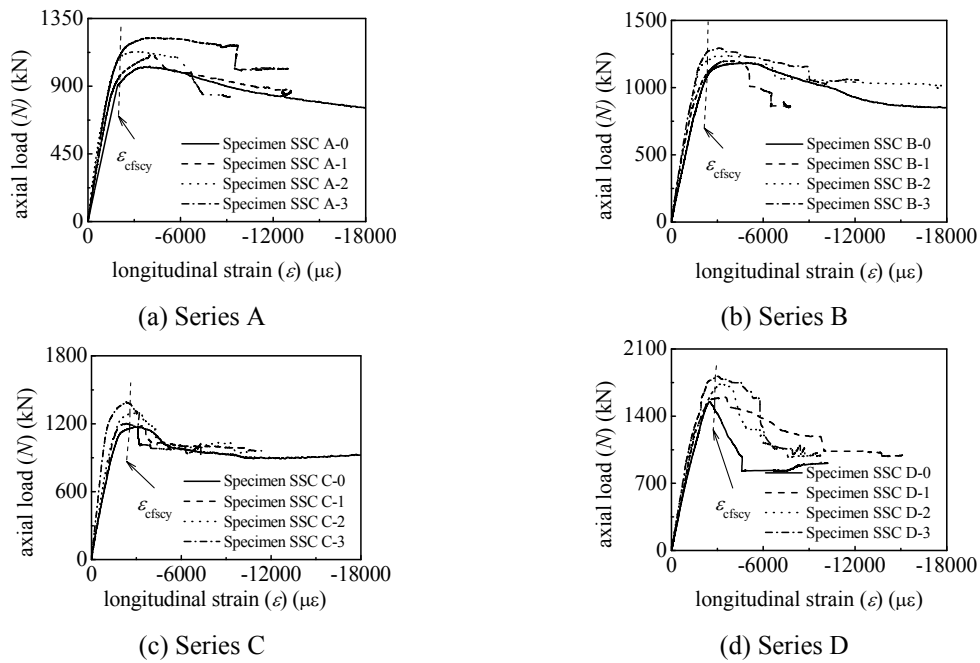 1350
900
450
0
0
-6000
-12000
-18000
axial load (N) (kN)
εcfscy
Specimen SSC A-0
Specimen SSC A-1
Specimen SSC A-2
Specimen SSC A-3
longitudinal strain (ε) (με)
(a) Series A
1500
1000
500
0
0
-6000
-12000
-18000
axial load (N) (kN)
εcfscy
Specimen SSC B-0
Specimen SSC B-1
Specimen SSC B-2
Specimen SSC B-3
longitudinal strain (ε) (με)
(b) Series B
1800
1200
600
0
0
-6000
-12000
-18000
axial load (N) (kN)
εcfscy
Specimen SSC C-0
Specimen SSC C-1
Specimen SSC C-2
Specimen SSC C-3
longitudinal strain (ε) (με)
(c) Series C
2100
1400
700
0
0
-6000
-12000
-18000
axial load (N) (kN)
εcfscy
Specimen SSC D-0
Specimen SSC D-1
Specimen SSC D-2
Specimen SSC D-3
longitudinal strain (ε) (με)
(d) Series D